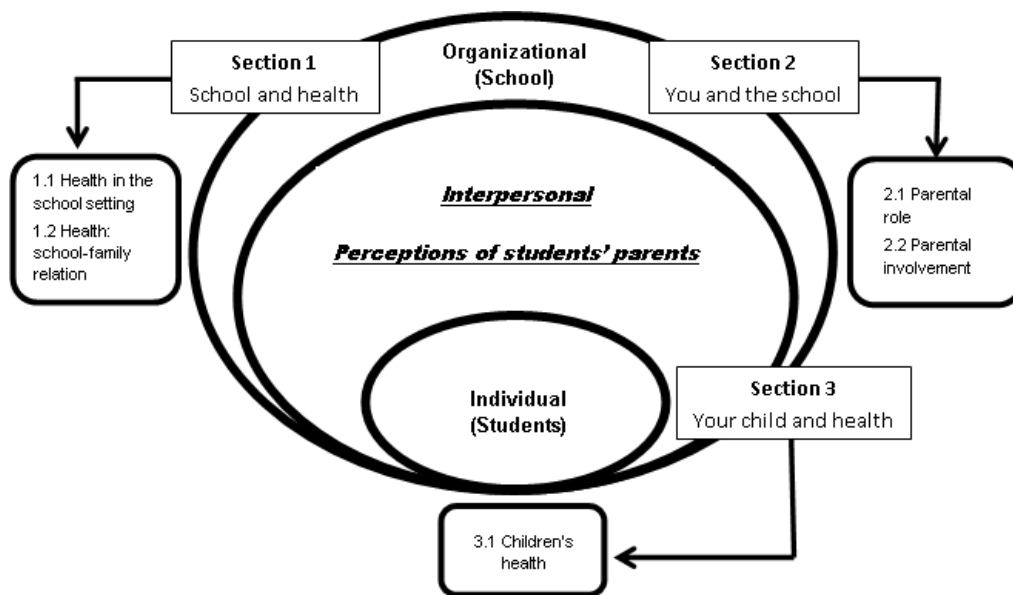 Organizational
(School)
Section 1
School and health
Section 2
You and the school
1.1 Health in the
school setting
1.2 Health:
school-family
relation
Interpersonal
Perceptions of students' parents
2.1 Parental
role
2.2 Parental
involvement
Individual
(Students)
Section 3
Your child and health
3.1 Children's
health